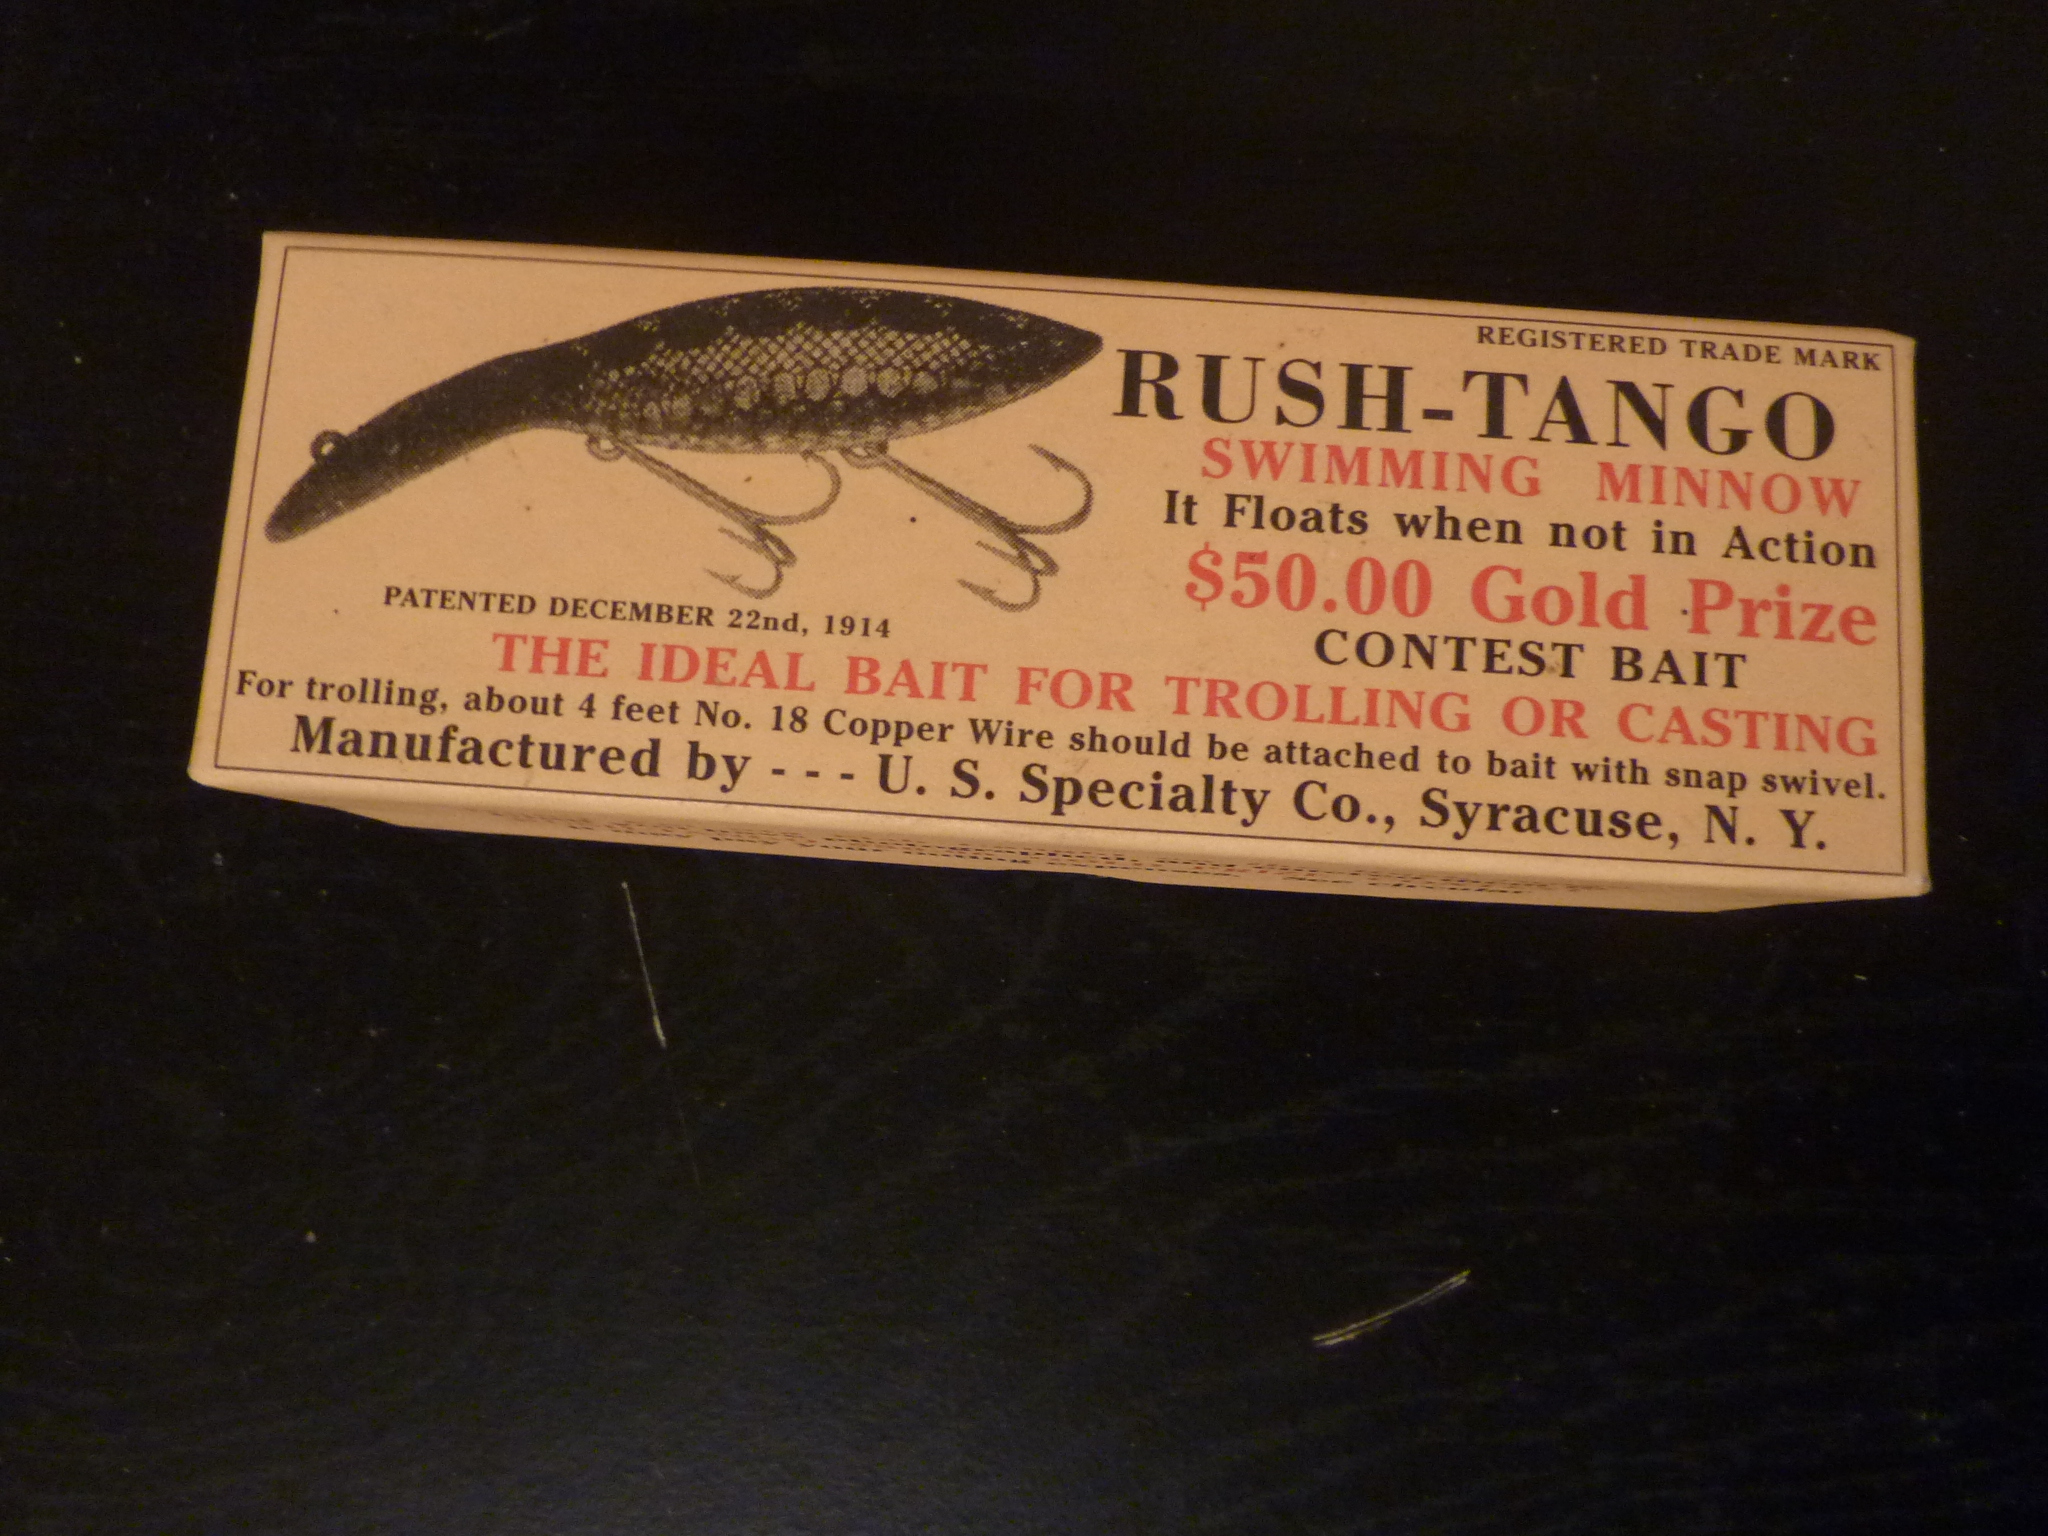 REGISTERED TRADE MARK
RUSH-TANGO
SWIMMING MINNOW
It Floats when not in Action
$50.00 Gold Prize
CONTEST BAIT
PATENTED DECEMBER 22nd, 1914
THE IDEAL BAIT FOR TROLLING OR CASTING
For trolling, about 4 feet No. 18 Copper Wire should be attached to bait with snap swivel.
Manufactured by - - - U. S. Specialty Co., Syracuse, N. Y.